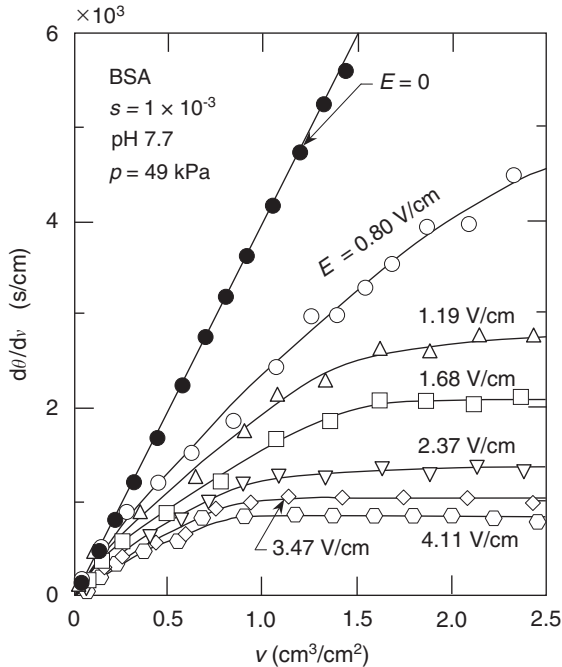 ×10³
6
4
2
0
dθ/dν (s/cm)
BSA
s = 1 × 10⁻³
pH 7.7
p = 49 kPa
E = 0
E = 0.80 V/cm
1.19 V/cm
1.68 V/cm
2.37 V/cm
3.47 V/cm
4.11 V/cm
0 0.5 1.0 1.5 2.0 2.5
v (cm³/cm²)